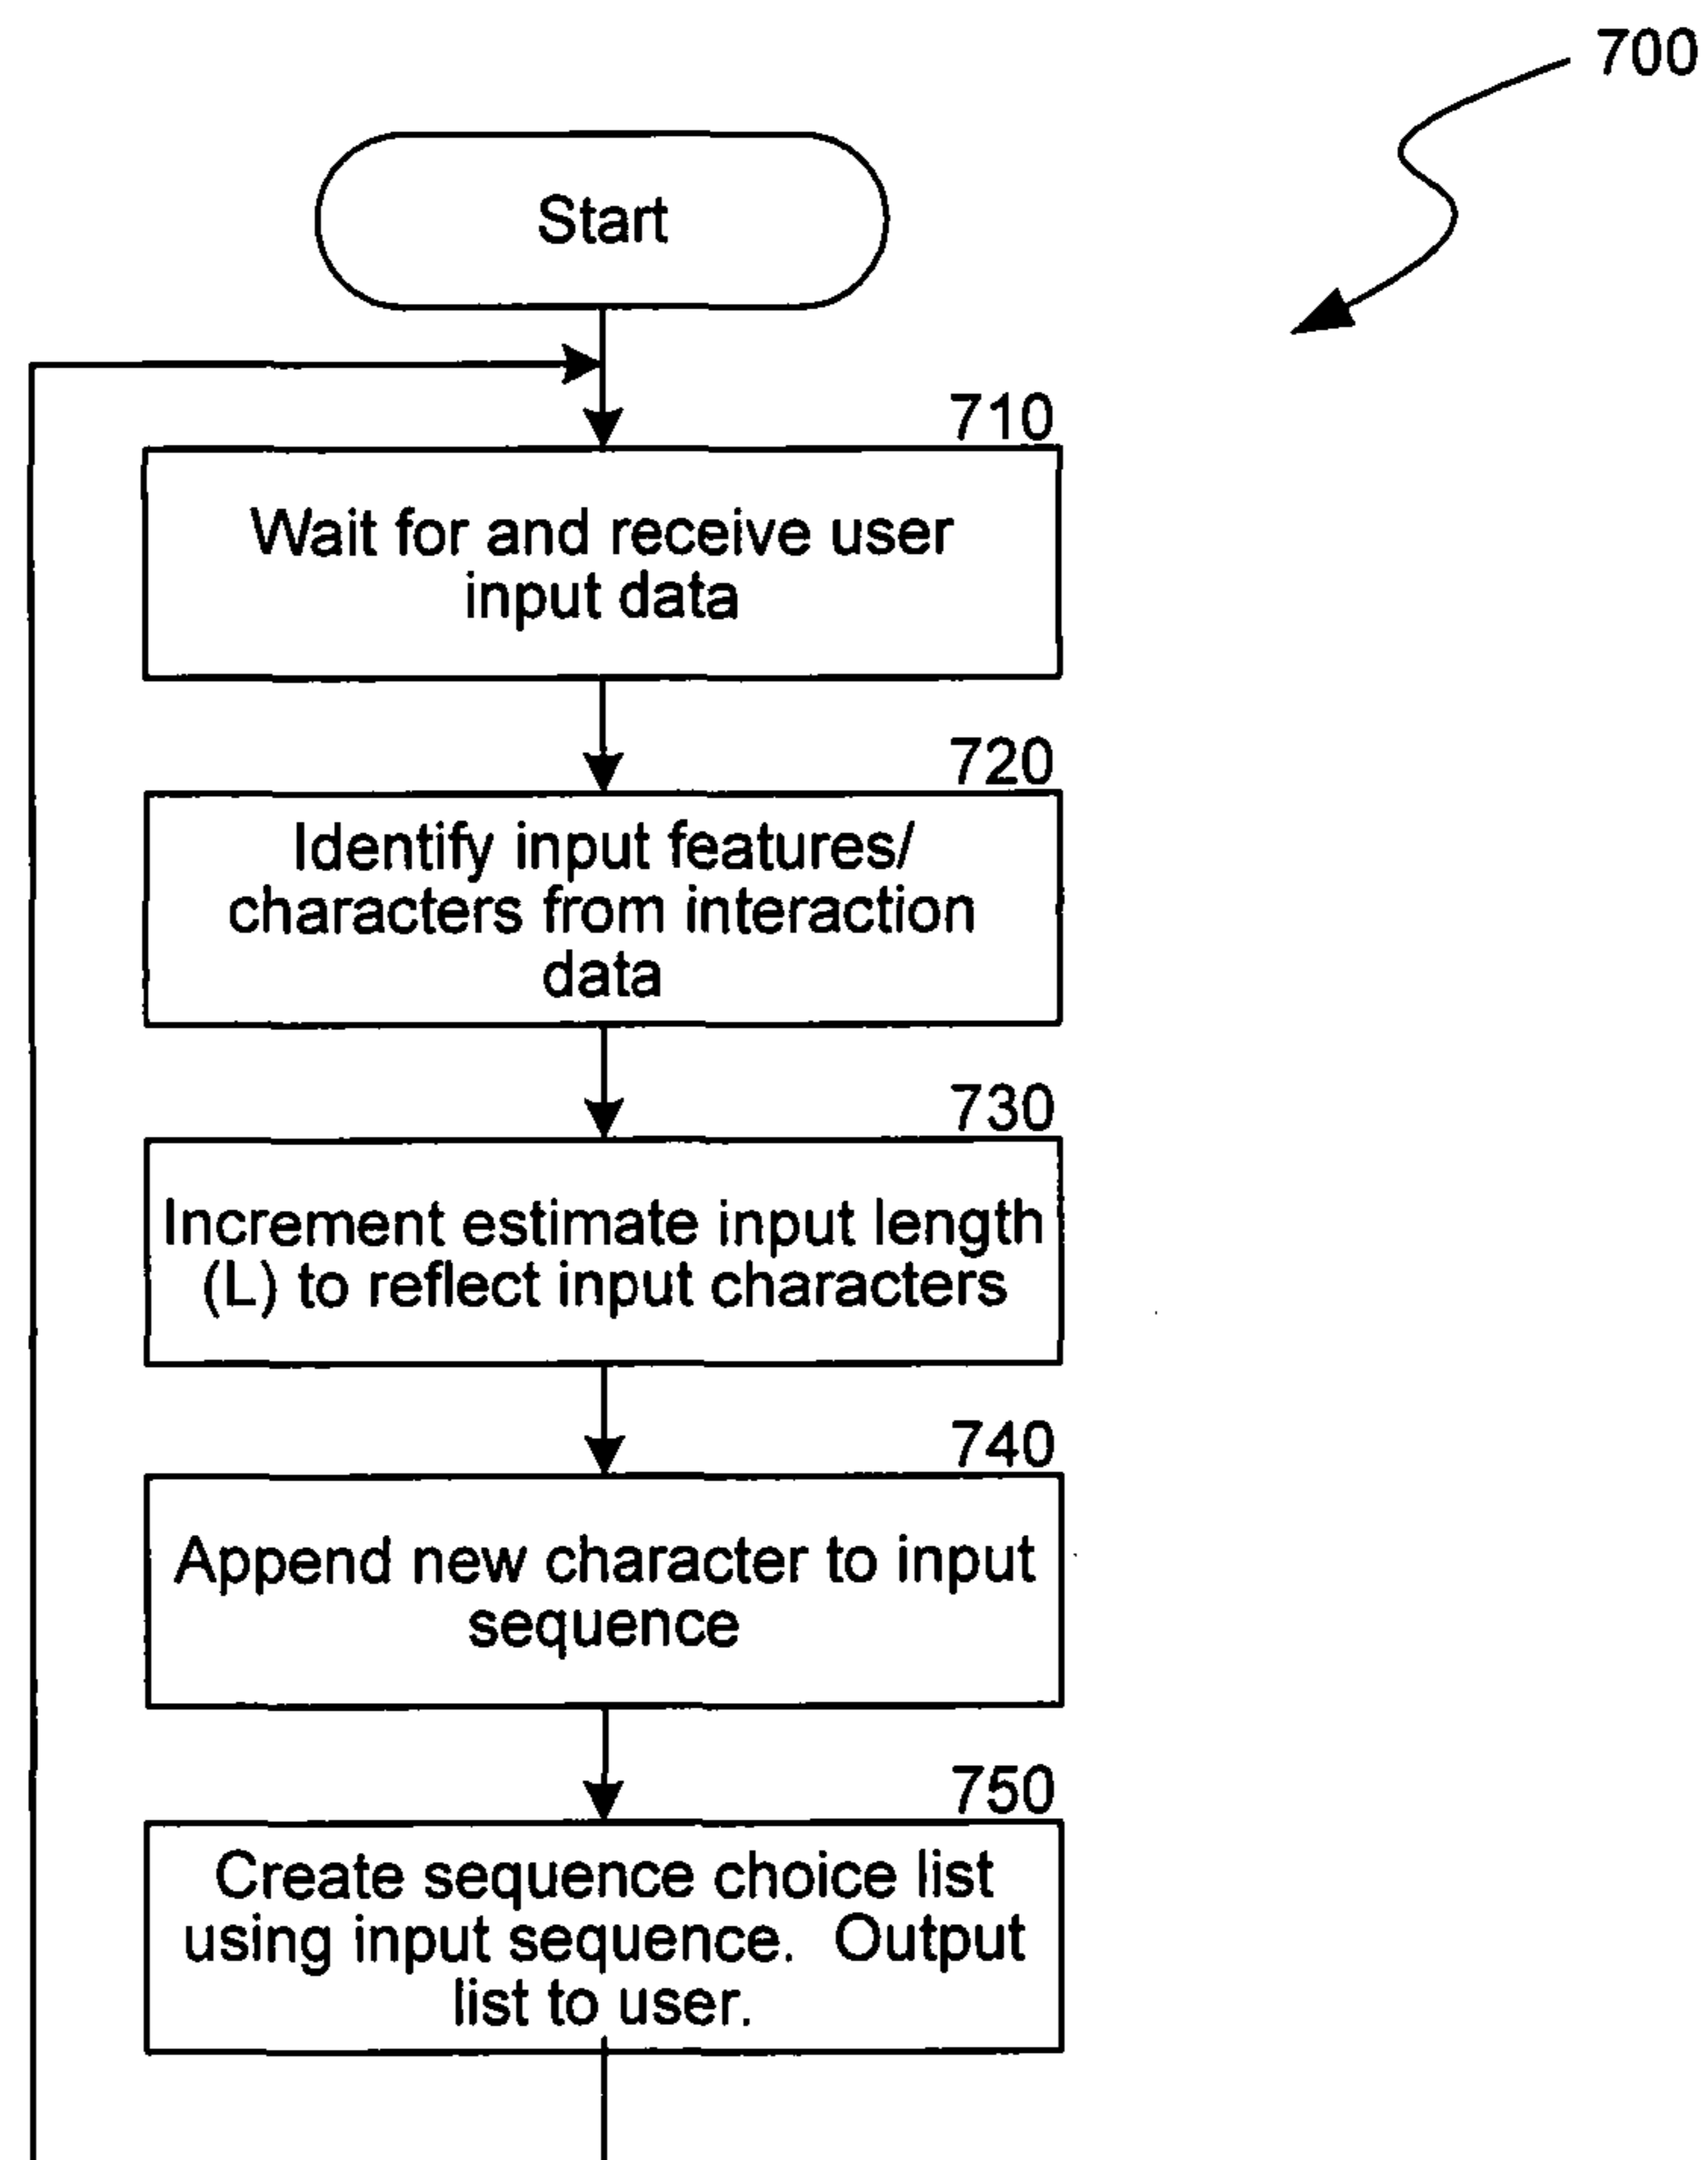 700
Start
710
Wait for and receive user
input data
720
Identify input features/
characters from interaction
data
730
Increment estimate input length
(L) to reflect input characters
740
Append new character to input
sequence
750
Create sequence choice list
using input sequence.  Output
list to user.